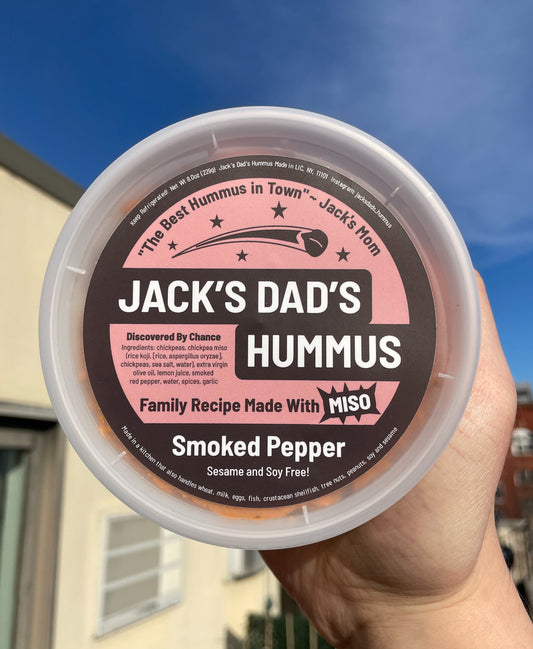 Keep Refrigerated! Net Wt 8.0oz (226g) Jack's Dad's Hummus Made in LIC, NY, 11101 Instagram: jacksdads_hummus
"The Best Hummus in Town"~ Jack's Mom
JACK'S DAD'S
HUMMUS
Discovered By Chance
Ingredients: chickpeas, chickpea miso
(rice koji, [rice, aspergillus oryzae],
chickpeas, sea salt, water), extra virgin
olive oil, lemon juice, smoked
red pepper, water, spices, garlic
Family Recipe Made With MISO
Smoked Pepper
Sesame and Soy Free!
Made in a kitchen that also handles wheat, milk, eggs, fish, crustacean shellfish, tree nuts, peanuts, soy and sesame